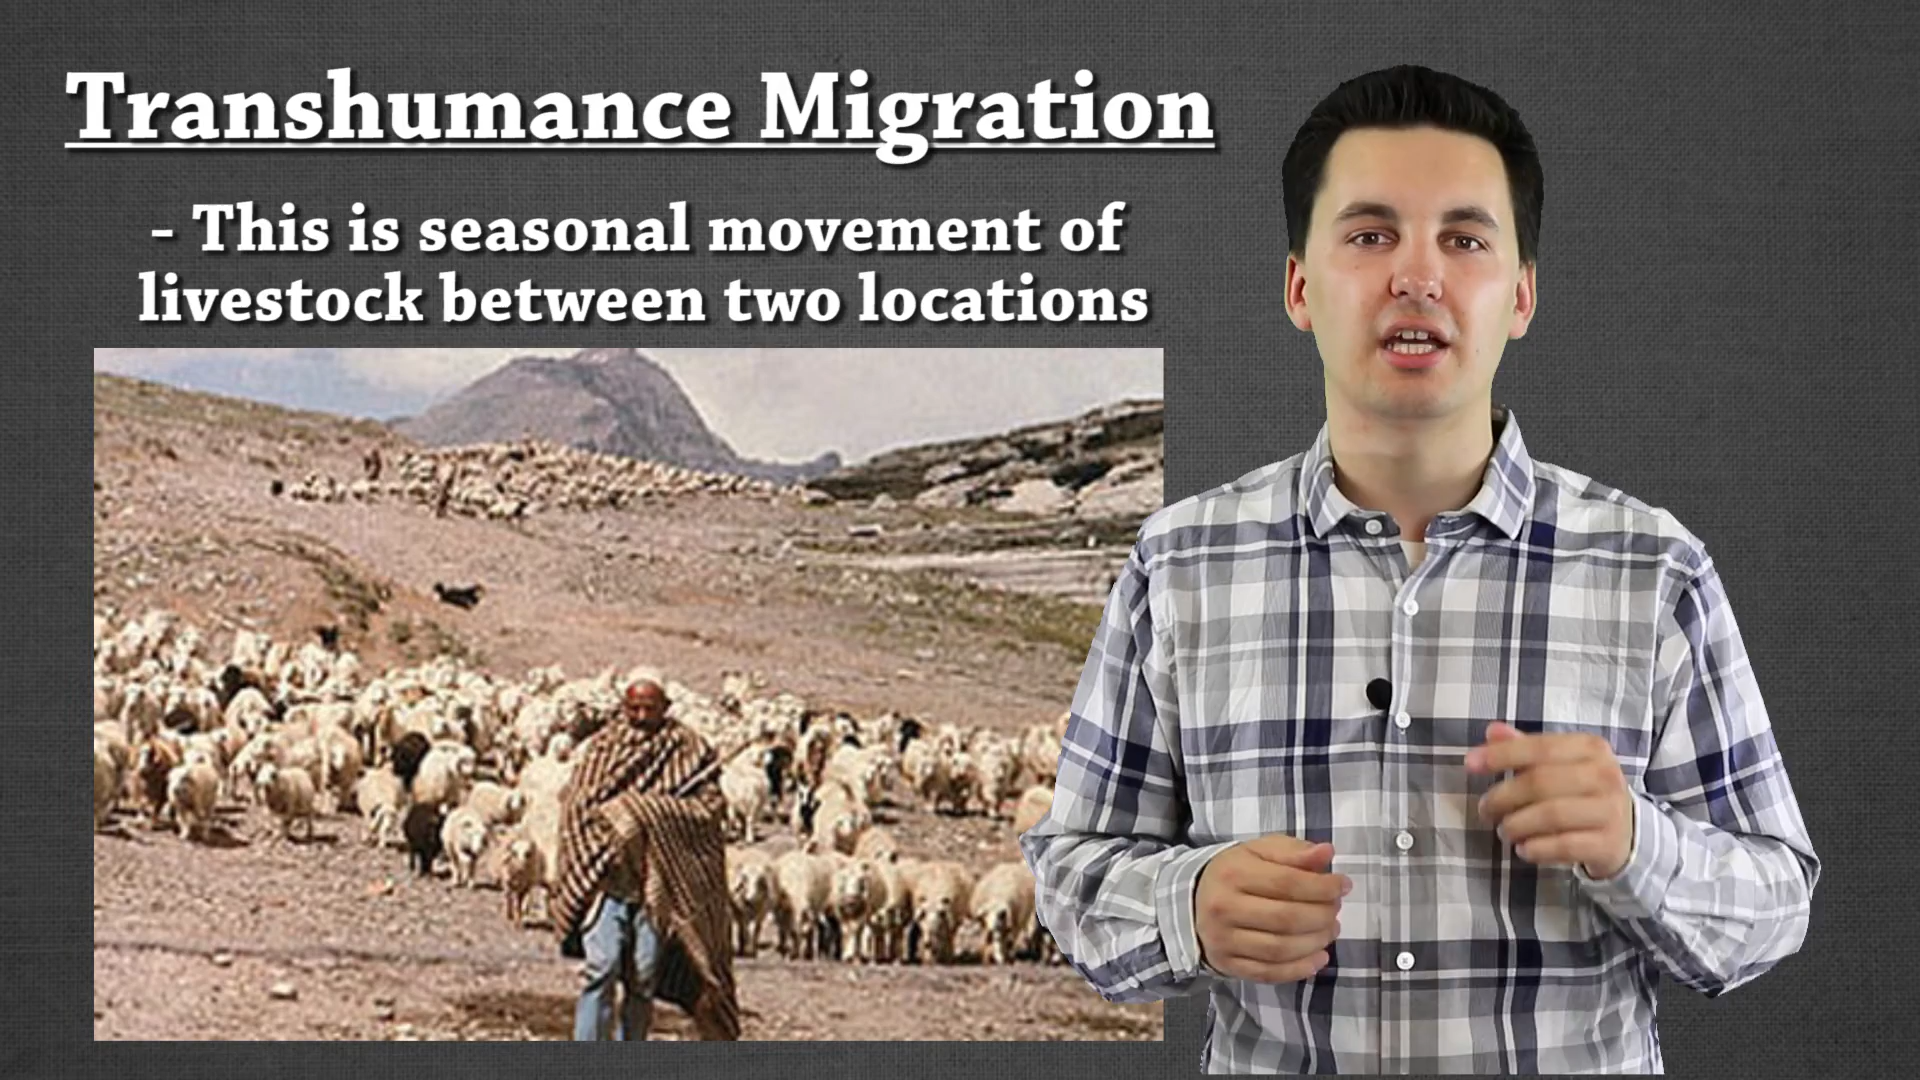 Transhumance Migration
- This is seasonal movement of
livestock between two locations